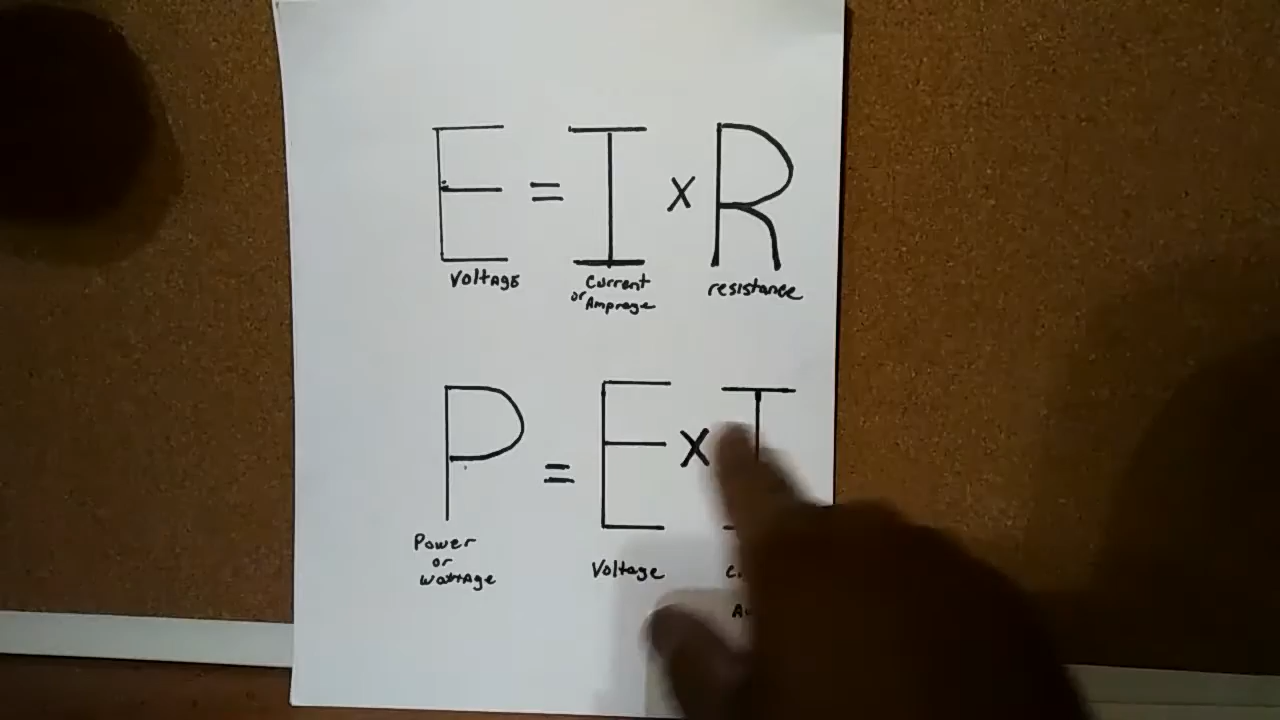 E = I x R
Voltage
Current
or Amprage
resistance
P = E x I
Power
or
Wattage
Voltage